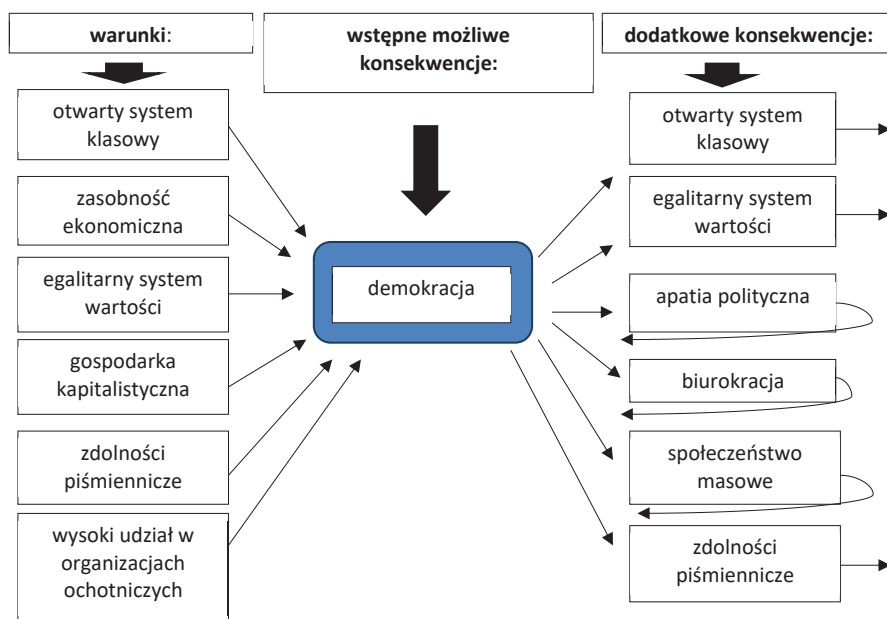 warunki:
otwarty system
klasowy
zasobność
ekonomiczna
egalitarny system
wartości
gospodarka
kapitalistyczna
zdolności
piśmiennicze
wysoki udział w
organizacjach
ochotniczych
wstępne możliwe
konsekwencje:
demokracja
dodatkowe konsekwencje:
otwarty system
klasowy
egalitarny system
wartości
apatia polityczna
biurokracja
społeczeństwo
masowe
zdolności
piśmiennicze